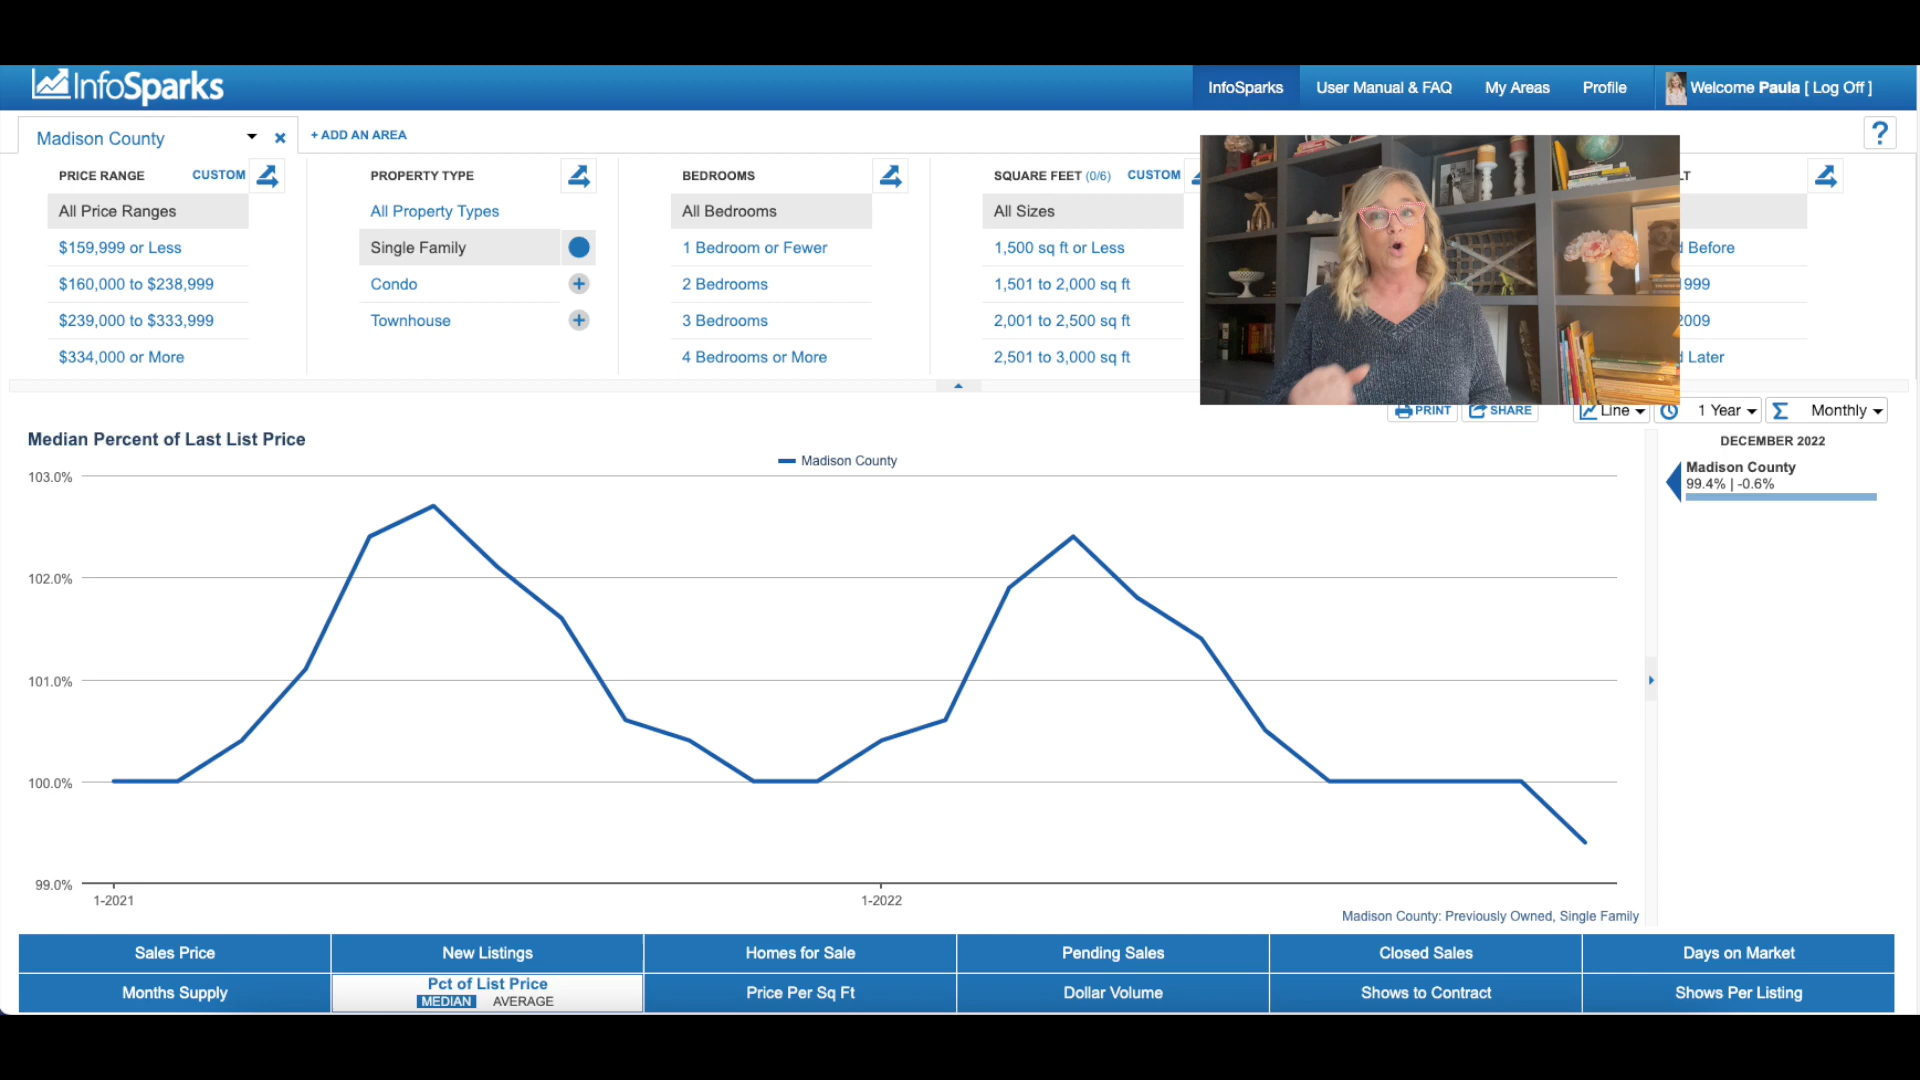 InfoSparks
InfoSparks
User Manual & FAQ
My Areas
Profile
Welcome Paula [ Log Off ]
Madison County
+ ADD AN AREA
?
PRICE RANGE
CUSTOM
All Price Ranges
$159,999 or Less
$160,000 to $238,999
$239,000 to $333,999
$334,000 or More
PROPERTY TYPE
All Property Types
Single Family
Condo
Townhouse
BEDROOMS
All Bedrooms
1 Bedroom or Fewer
2 Bedrooms
3 Bedrooms
4 Bedrooms or More
SQUARE FEET (0/6)
CUSTOM
All Sizes
1,500 sq ft or Less
1,501 to 2,000 sq ft
2,001 to 2,500 sq ft
2,501 to 3,000 sq ft
LT
d Before
1999
2009
d Later
PRINT
SHARE
Line
1 Year
Monthly
Median Percent of Last List Price
Madison County
103.0%
102.0%
101.0%
100.0%
99.0%
1-2021
1-2022
DECEMBER 2022
Madison County
99.4% | -0.6%
Madison County: Previously Owned, Single Family
Sales Price
New Listings
Homes for Sale
Pending Sales
Closed Sales
Days on Market
Months Supply
Pct of List Price
MEDIAN AVERAGE
Price Per Sq Ft
Dollar Volume
Shows to Contract
Shows Per Listing